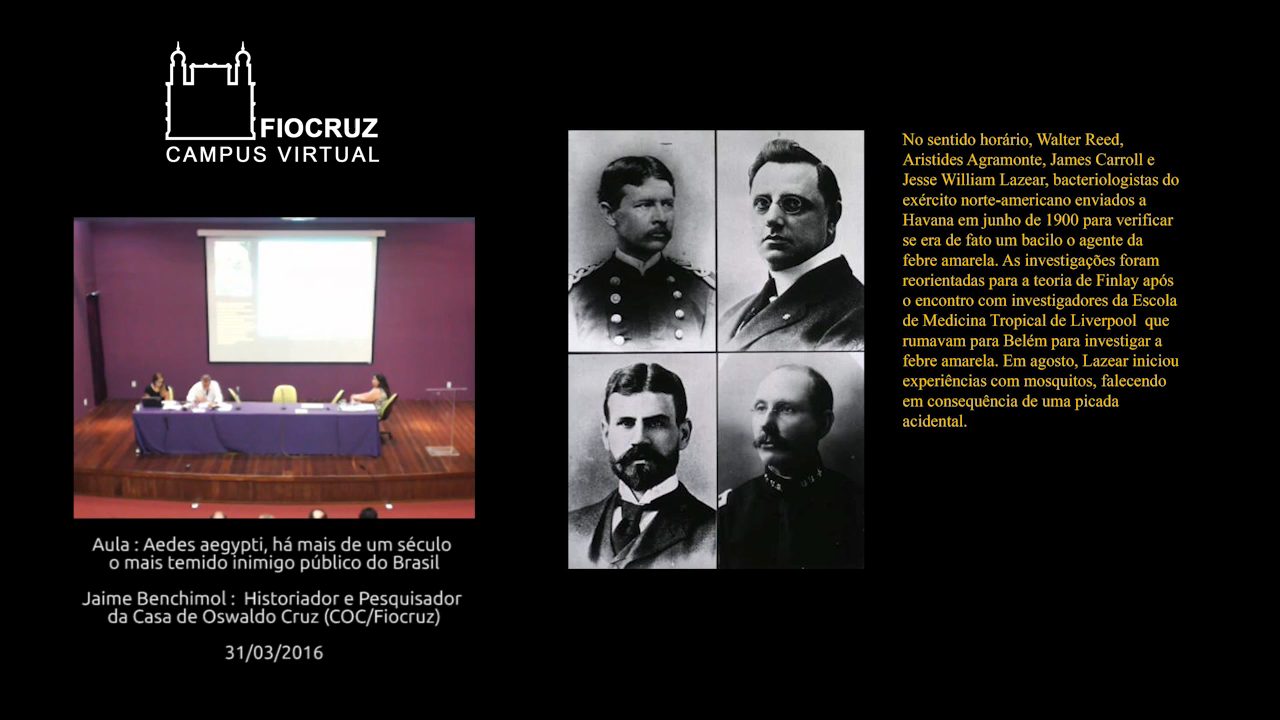 FIOCRUZ
CAMPUS VIRTUAL
Aula : Aedes aegypti, há mais de um século
o mais temido inimigo público do Brasil
Jaime Benchimol : Historiador e Pesquisador
da Casa de Oswaldo Cruz (COC/Fiocruz)
31/03/2016
No sentido horário, Walter Reed,
Aristides Agramonte, James Carroll e
Jesse William Lazear, bacteriologistas do
exército norte-americano enviados a
Havana em junho de 1900 para verificar
se era de fato um bacilo o agente da
febre amarela. As investigações foram
reorientadas para a teoria de Finlay após
o encontro com investigadores da Escola
de Medicina Tropical de Liverpool que
rumavam para Belém para investigar a
febre amarela. Em agosto, Lazear iniciou
experiências com mosquitos, falecendo
em consequência de uma picada
acidental.